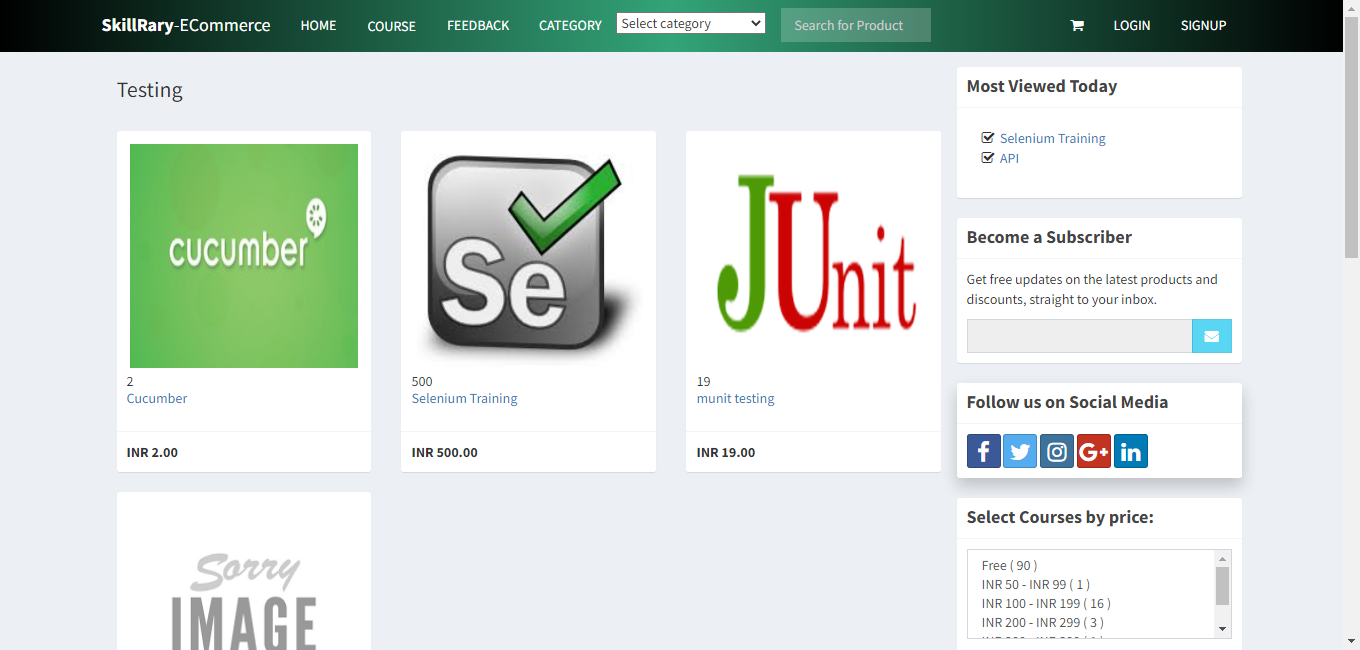 SkillRary-ECommerce HOME COURSE FEEDBACK CATEGORY Select category Search for Product LOGIN SIGNUP
Testing
cucumber
2
Cucumber
INR 2.00
Se
500
Selenium Training
INR 500.00
JUnit
19
munit testing
INR 19.00
Sorry
IMAGE
Most Viewed Today
Selenium Training
API
Become a Subscriber
Get free updates on the latest products and
discounts, straight to your inbox.
Follow us on Social Media
f
G+
in
Select Courses by price:
Free ( 90 )
INR 50 - INR 99 ( 1 )
INR 100 - INR 199 ( 16 )
INR 200 - INR 299 ( 3 )